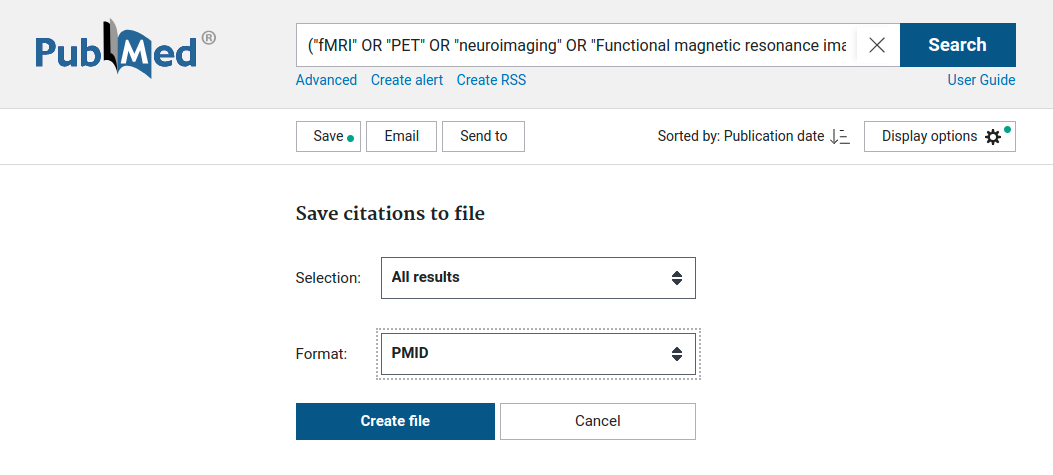 PubMed®
("fMRI" OR "PET" OR "neuroimaging" OR "Functional magnetic resonance ima
Search
Advanced Create alert Create RSS User Guide
Save Email Send to Sorted by: Publication date Display options
Save citations to file
Selection: All results
Format: PMID
Create file Cancel